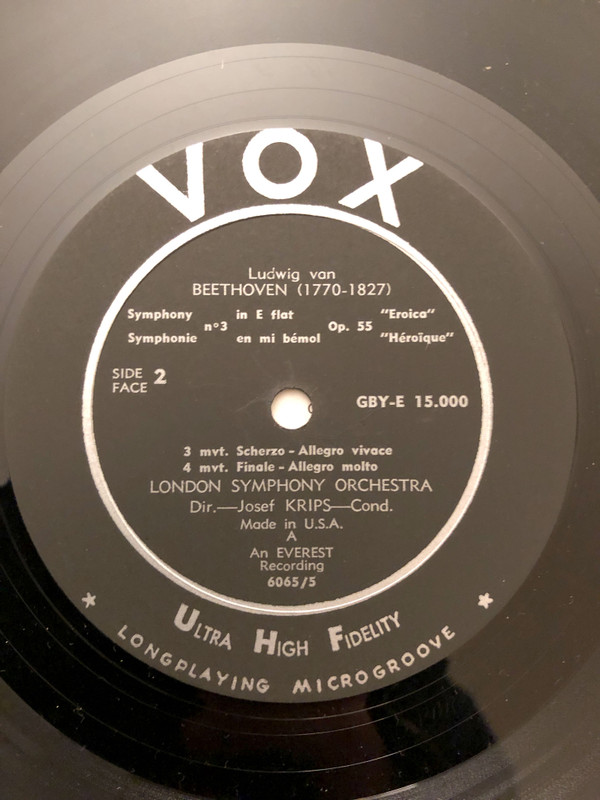 VOX
Ludwig van
BEETHOVEN (1770-1827)
Symphony in E flat "Eroica"
n°3 Op. 55
Symphonie en mi bémol "Héroïque"
SIDE
FACE 2
GBY-E 15.000
3 mvt. Scherzo - Allegro vivace
4 mvt. Finale - Allegro molto
LONDON SYMPHONY ORCHESTRA
Dir.—Josef KRIPS—Cond.
Made in U.S.A.
A
An EVEREST
Recording
6065/5
ULTRA HIGH FIDELITY
LONGPLAYING MICROGROOVE